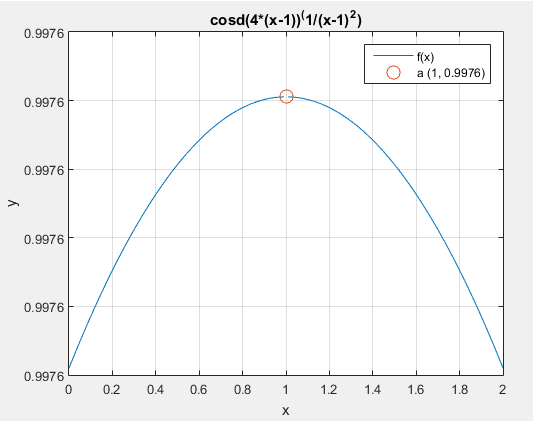 cosd(4*(x-1))^(1/(x-1)^2)
0.9976
f(x)
a (1, 0.9976)
0.9976
0.9976
0.9976
y
0.9976
0.9976
0 0.2 0.4 0.6 0.8 1 1.2 1.4 1.6 1.8 2
x